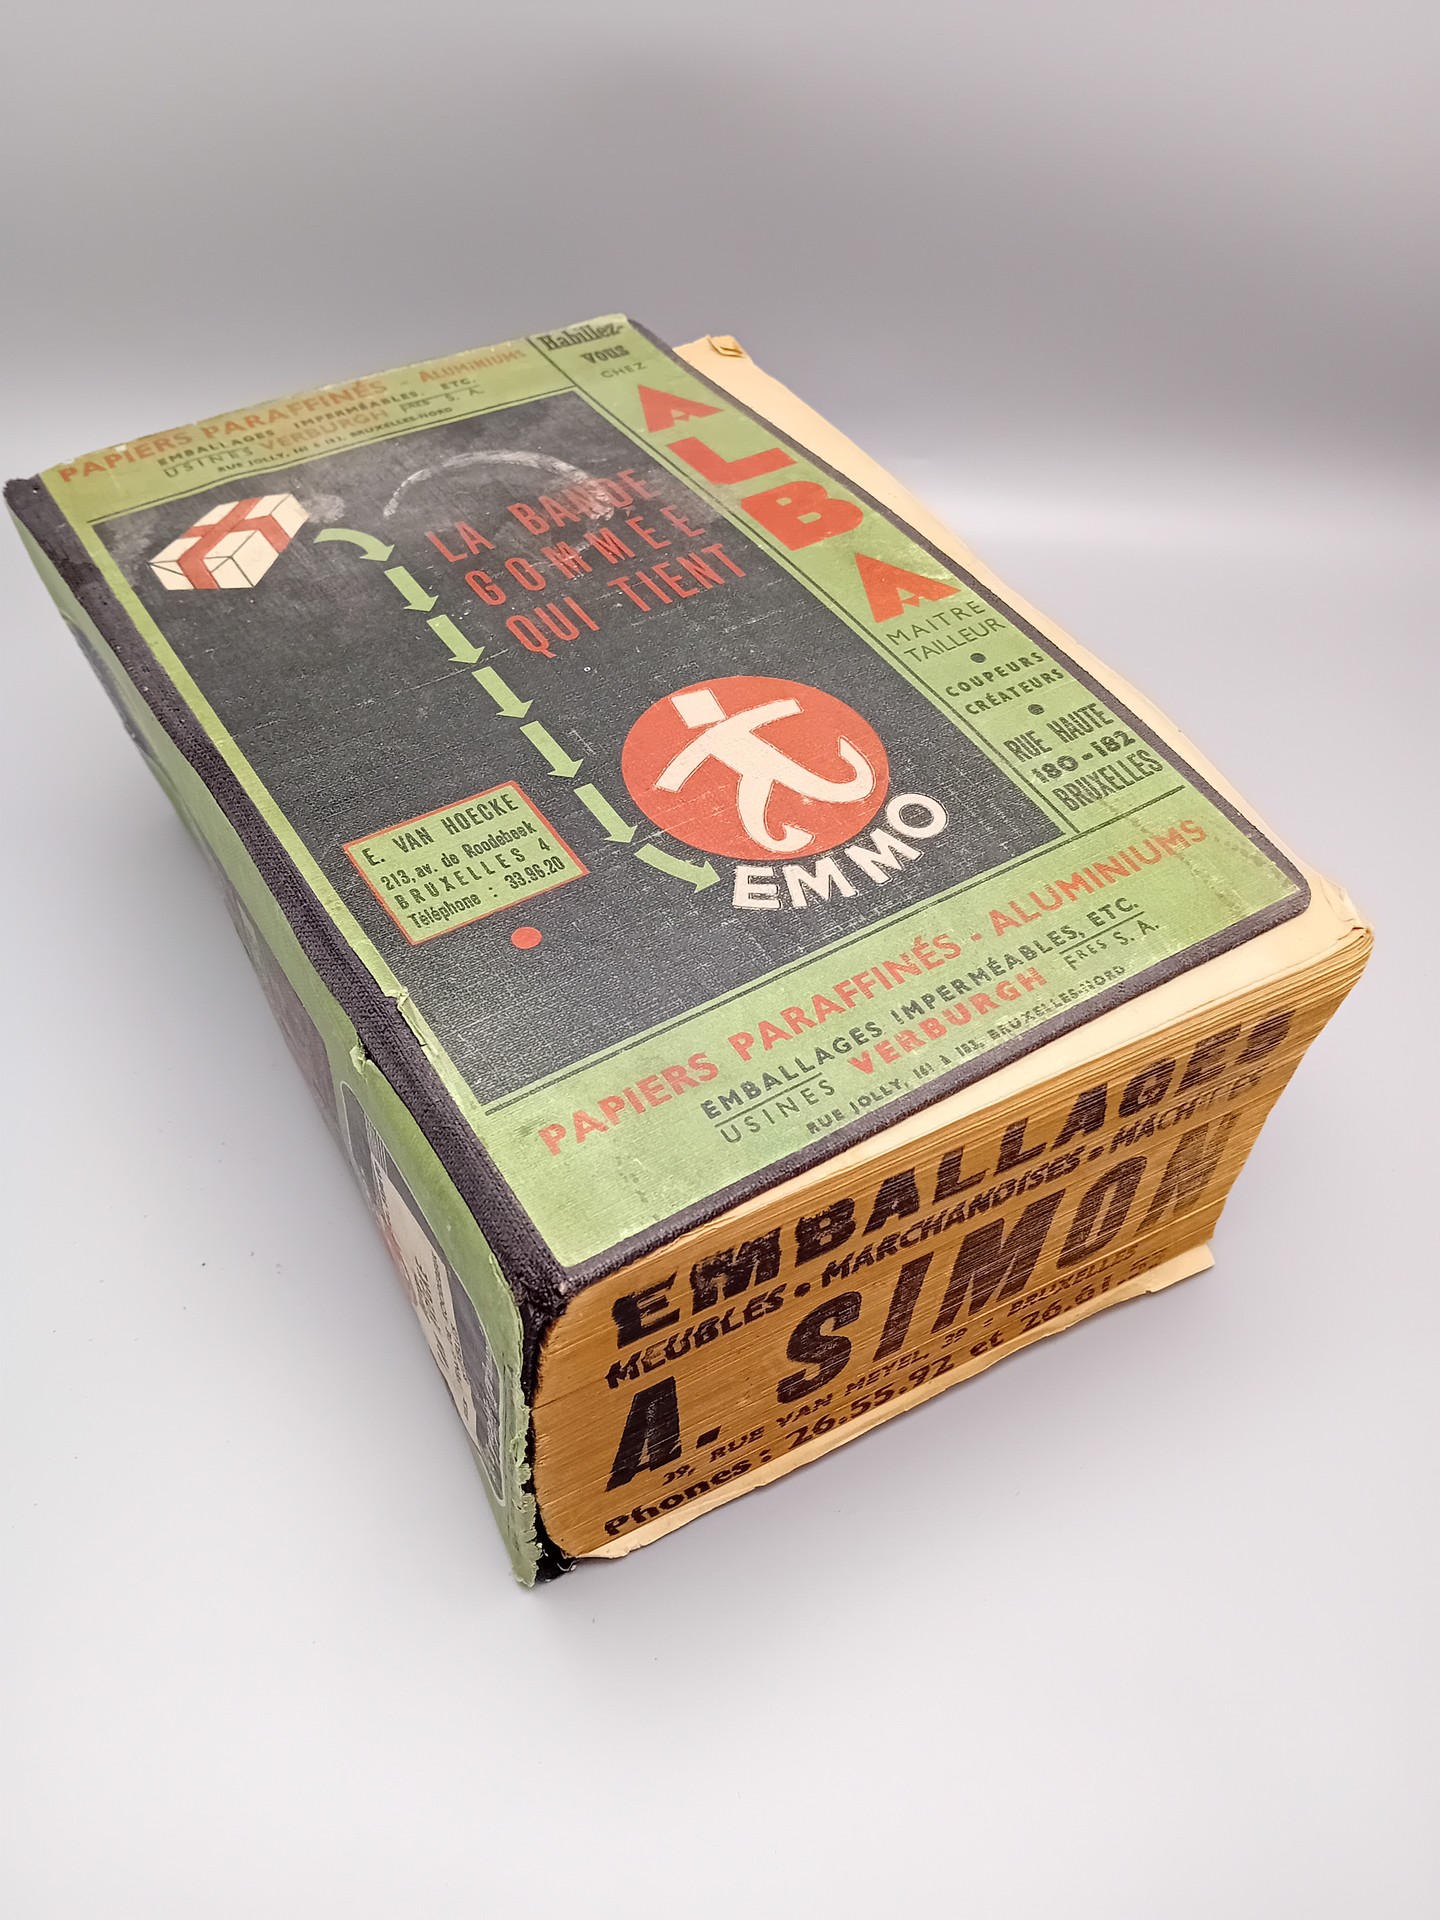 PAPIERS PARAFFINÉS - ALUMINIUMS
EMBALLAGES IMPERMÉABLES, ETC.
USINES VERBURGH FRES S. A.
RUE JOLLY, 161 À 183, BRUXELLES-NORD
Habillez-
vous
CHEZ
ALBA
MAITRE
TAILLEUR
COUPEURS
CRÉATEURS
RUE HAUTE
180-182
BRUXELLES
LA BANDE
GOMMÉE
QUI TIENT
EMMO
E. VAN HOECKE
213, av. de Roodebeek
BRUXELLES 4
Téléphone : 33.96.20
PAPIERS PARAFFINÉS - ALUMINIUMS
EMBALLAGES IMPERMÉABLES, ETC.
USINES VERBURGH FRES S. A.
RUE JOLLY, 161 À 183, BRUXELLES-NORD
EMBALLAGES
MEUBLES • MARCHANDISES • MACHINES
A. SIMON
39, RUE VAN MEYEL, 39 - BRUXELLES
Phones : 26.55.92 et 26.61.